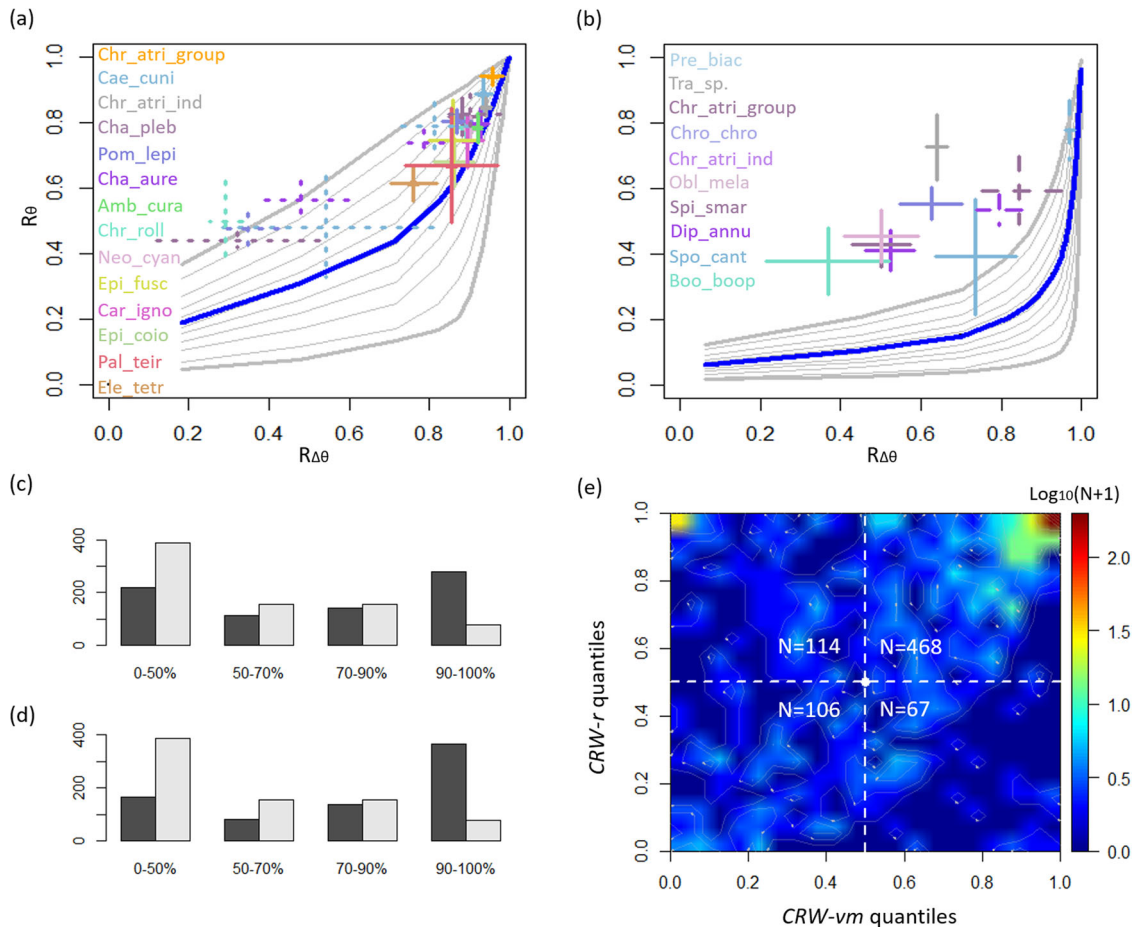 (a)
1.0
0.8
0.6
0.4
0.2
0.0
Rθ
Chr_atri_group
Cae_cuni
Chr_atri_ind
Cha_pleb
Pom_lepi
Cha_aure
Amb_cura
Chr_roll
Neo_cyan
Epi_fusc
Car_igno
Epi_coio
Pal_teir
Ele_tetr
0.0 0.2 0.4 0.6 0.8 1.0
RΔθ
(b)
1.0
0.8
0.6
0.4
0.2
0.0
Pre_biac
Tra_sp.
Chr_atri_group
Chro_chro
Chr_atri_ind
Obl_mela
Spi_smar
Dip_annu
Spo_cant
Boo_boop
0.0 0.2 0.4 0.6 0.8 1.0
RΔθ
(c)
400
200
0
0-50% 50-70% 70-90% 90-100%
(d)
400
200
0
0-50% 50-70% 70-90% 90-100%
(e)
Log10(N+1)
1.0
0.8
0.6
0.4
0.2
0.0
CRW-r quantiles
N=114 N=468
N=106 N=67
0.0 0.2 0.4 0.6 0.8 1.0
CRW-vm quantiles
2.0
1.5
1.0
0.5
0.0